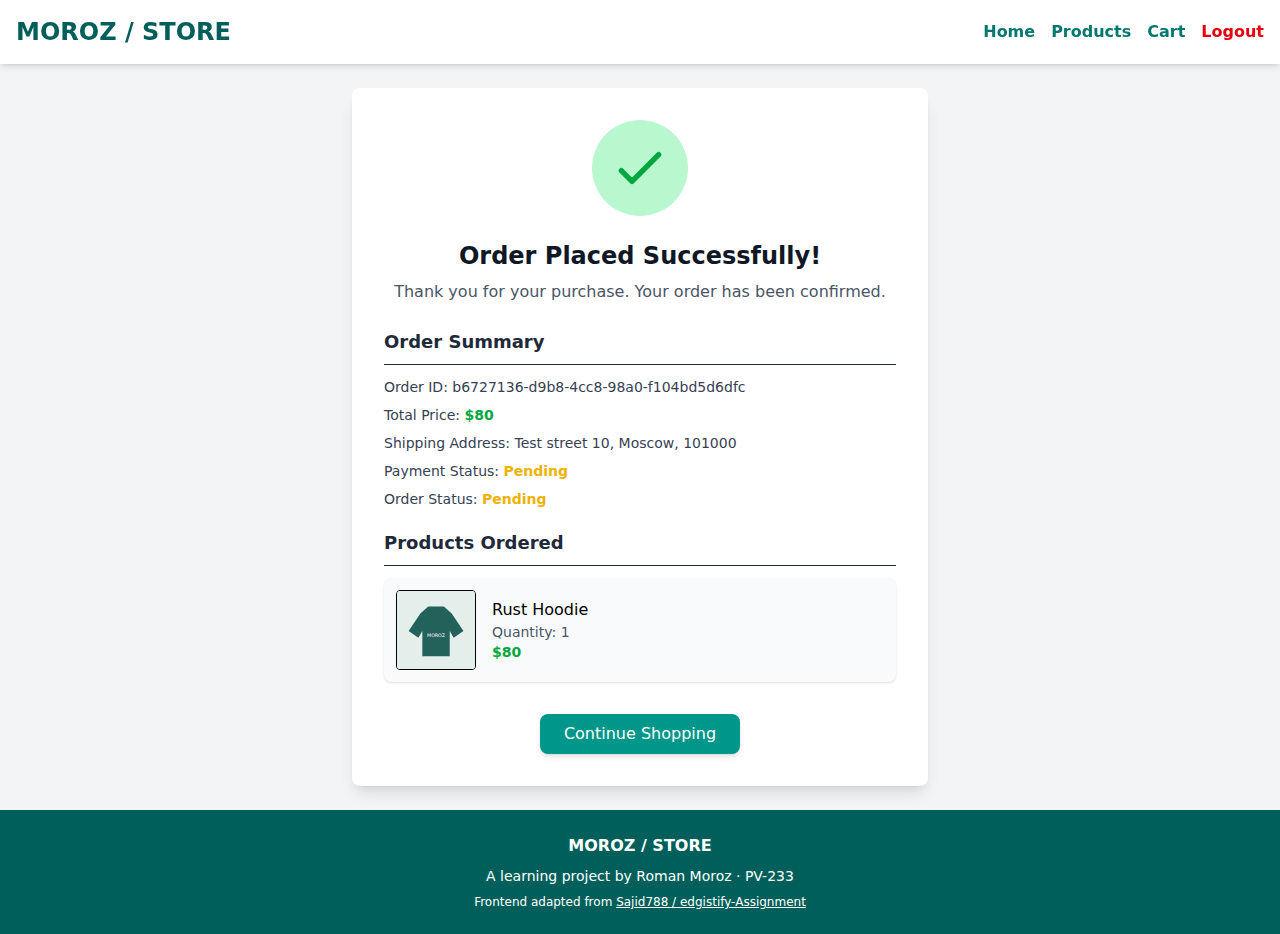 MOROZ / STORE
Home Products Cart Logout
Order Placed Successfully!
Thank you for your purchase. Your order has been confirmed.
Order Summary
Order ID: b6727136-d9b8-4cc8-98a0-f104bd5d6dfc
Total Price: $80
Shipping Address: Test street 10, Moscow, 101000
Payment Status: Pending
Order Status: Pending
Products Ordered
MOROZ
Rust Hoodie
Quantity: 1
$80
Continue Shopping
MOROZ / STORE
A learning project by Roman Moroz · PV-233
Frontend adapted from Sajid788 / edgistify-Assignment